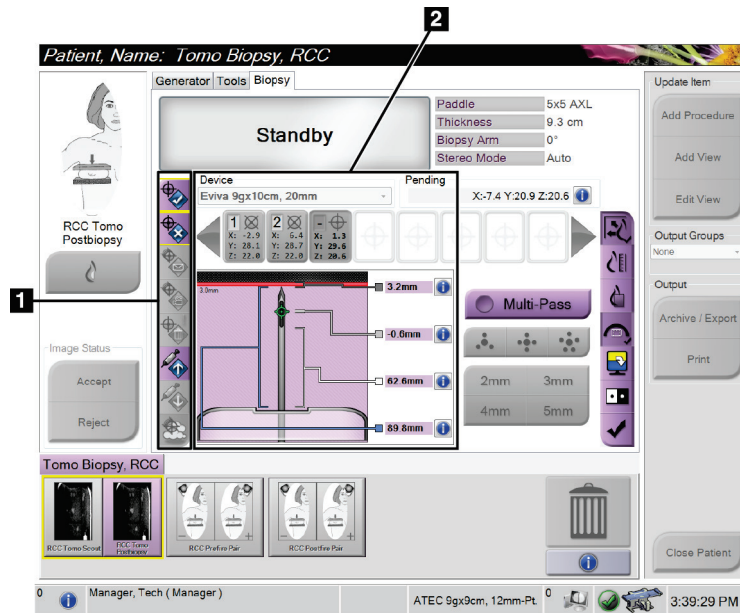 2
1
Patient, Name: Tomo Biopsy, RCC
Generator Tools Biopsy
Standby
Paddle 5x5 AXL
Thickness 9.3 cm
Biopsy Arm 0°
Stereo Mode Auto
RCC Tomo
Postbiopsy
Image Status
Accept
Reject
Device
Eviva 9gx10cm, 20mm
Pending
X:-7.4 Y:20.9 Z:20.6
1
X: -2.9
Y: 28.1
Z: 22.0
2
X: 6.4
Y: 28.7
Z: 22.0
-
X: 1.3
Y: 29.6
Z: 20.6
3.0mm
3.2mm
-0.6mm
62.6mm
89.8mm
Multi-Pass
2mm 3mm
4mm 5mm
Update Item
Add Procedure
Add View
Edit View
Output Groups
None
Output
Archive / Export
Print
Close Patient
Tomo Biopsy, RCC
RCC Tomo Scout
RCC Tomo
Postbiopsy
RCC Prefire Pair
RCC Postfire Pair
0
Manager, Tech ( Manager )
ATEC 9gx9cm, 12mm-Pt.
0
3:39:29 PM